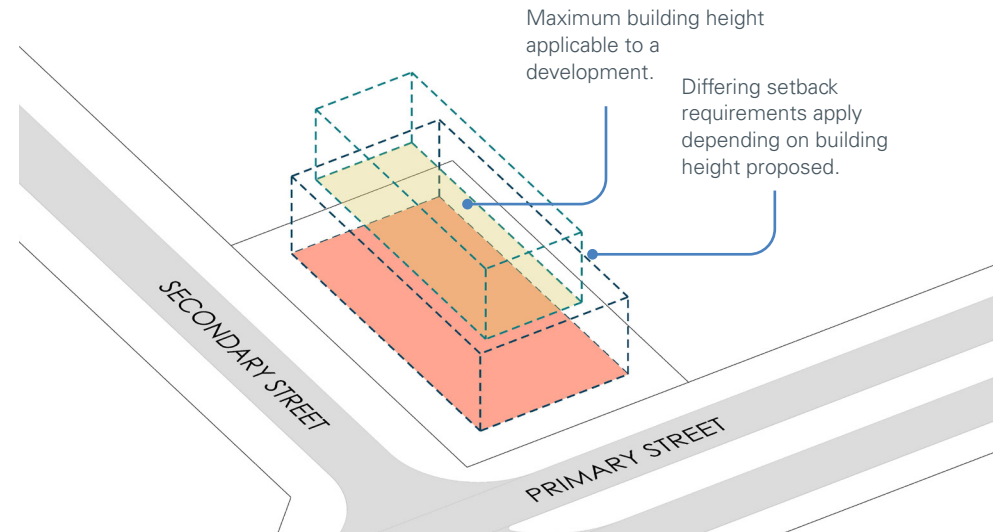 Maximum building height
applicable to a
development.
Differing setback
requirements apply
depending on building
height proposed.
SECONDARY STREET
PRIMARY STREET